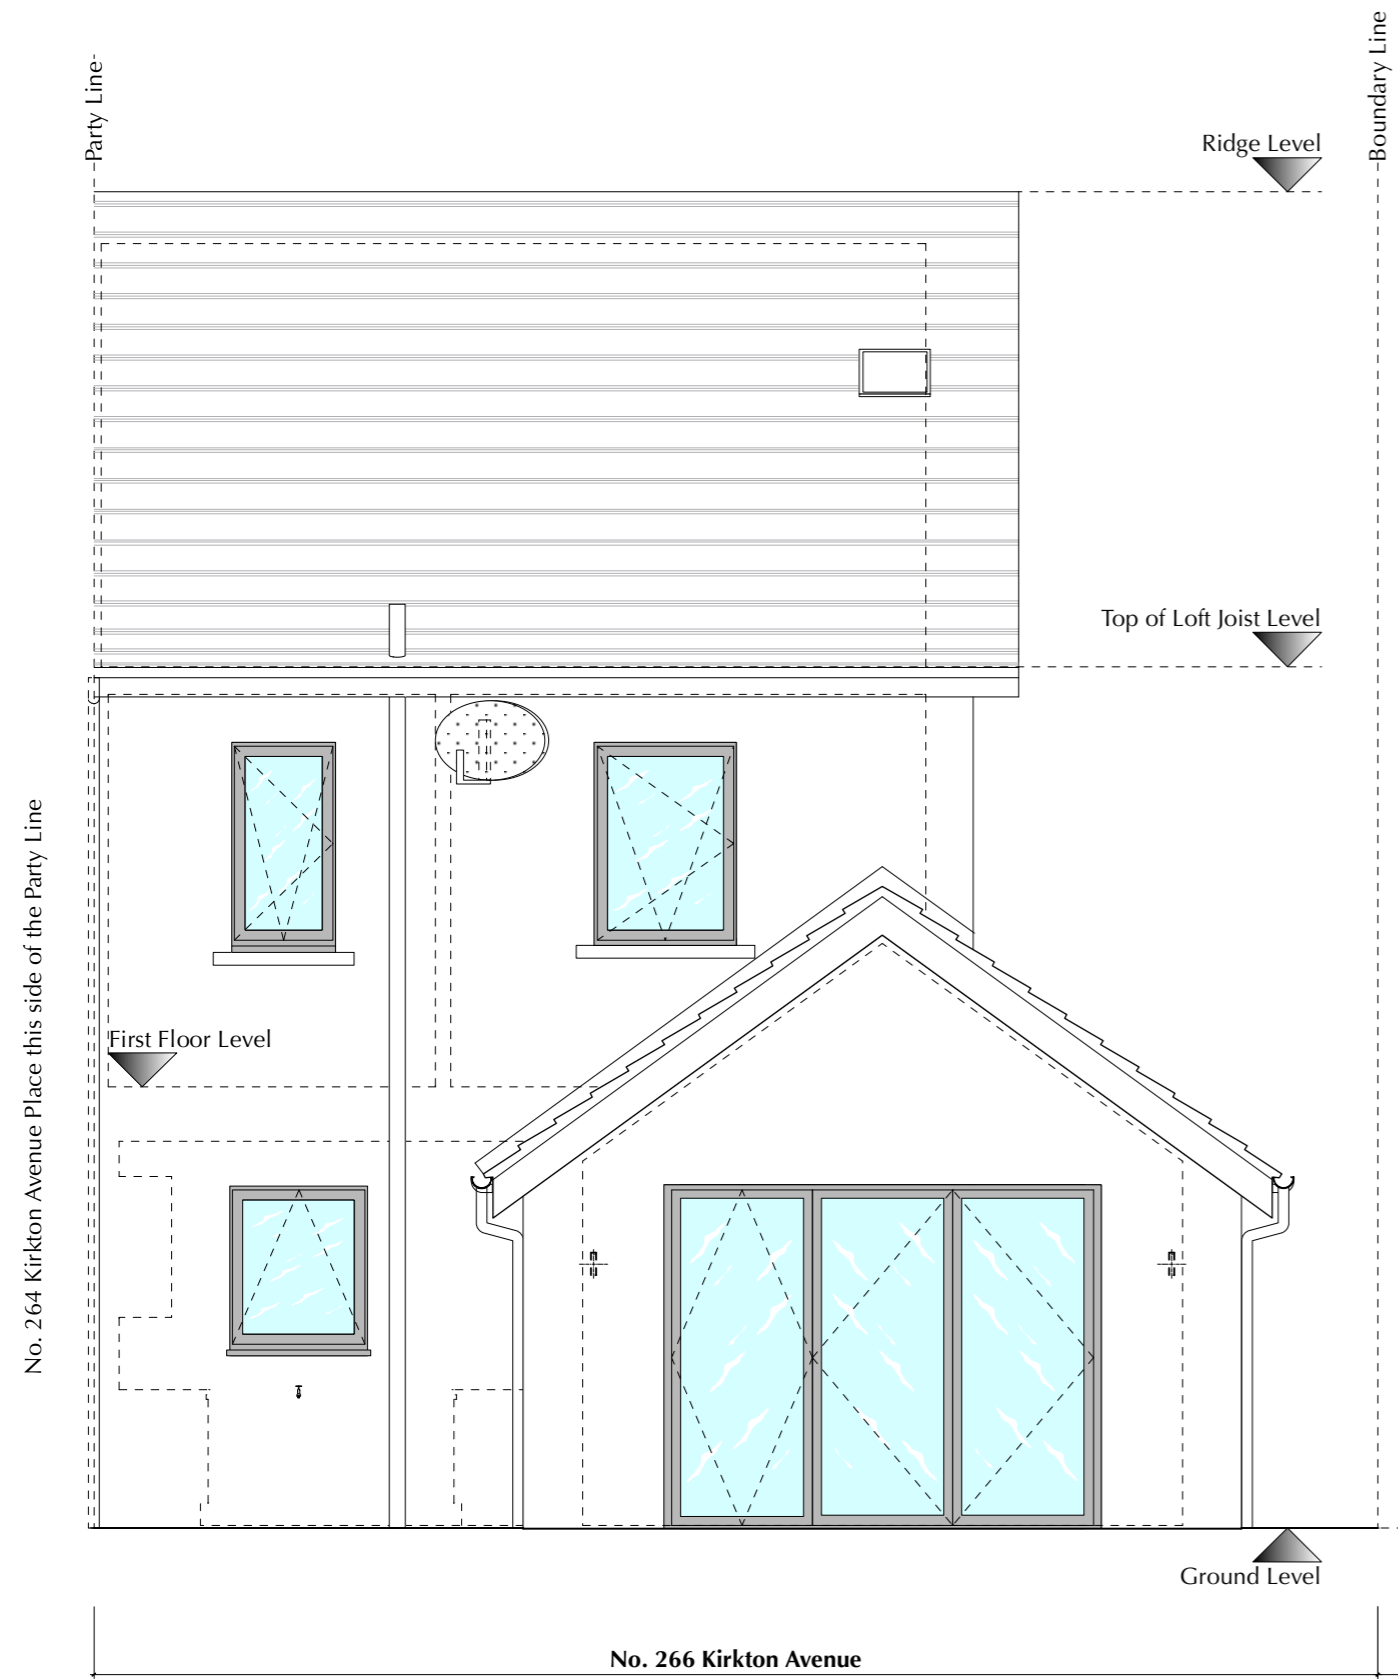 Party Line
Boundary Line
Ridge Level
Top of Loft Joist Level
No. 264 Kirkton Avenue Place this side of the Party Line
First Floor Level
Ground Level
No. 266 Kirkton Avenue